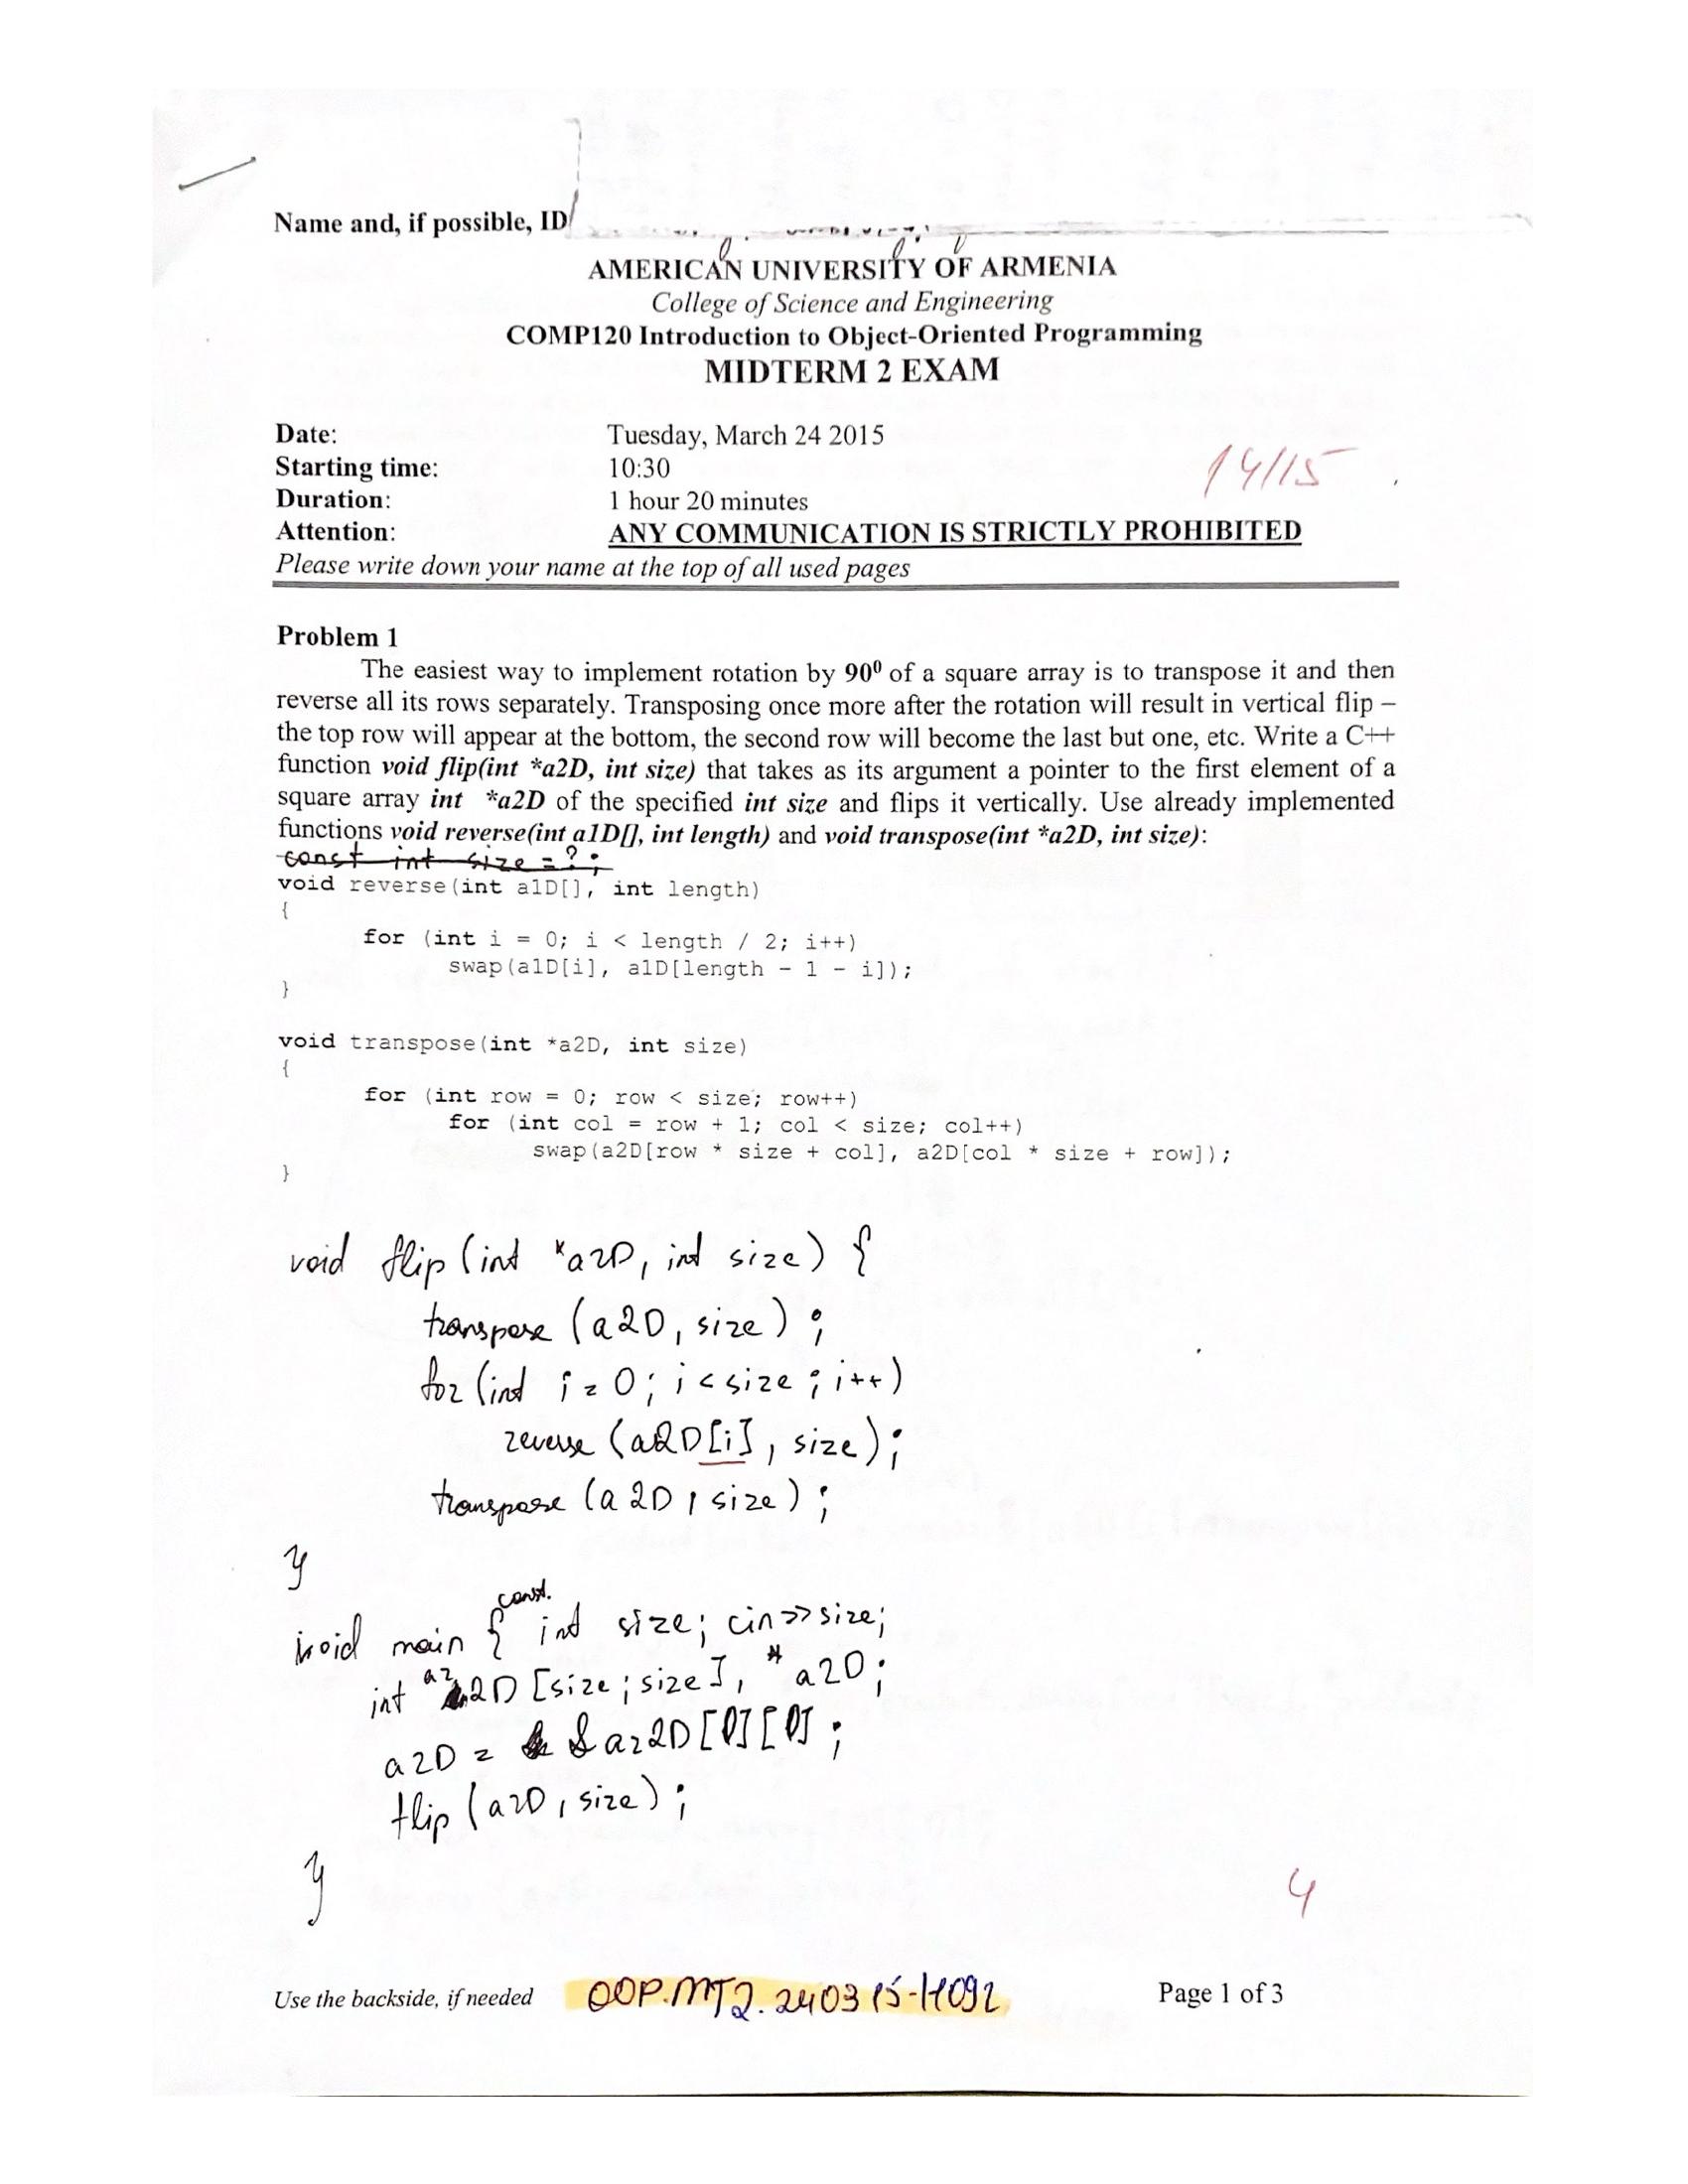 Name and, if possible, ID
AMERICAN UNIVERSITY OF ARMENIA
College of Science and Engineering
COMP120 Introduction to Object-Oriented Programming
MIDTERM 2 EXAM
Date: Tuesday, March 24 2015
14/15
Starting time: 10:30
Duration: 1 hour 20 minutes
Attention: ANY COMMUNICATION IS STRICTLY PROHIBITED
Please write down your name at the top of all used pages
Problem 1
The easiest way to implement rotation by 90⁰ of a square array is to transpose it and then
reverse all its rows separately. Transposing once more after the rotation will result in vertical flip –
the top row will appear at the bottom, the second row will become the last but one, etc. Write a C++
function void flip(int *a2D, int size) that takes as its argument a pointer to the first element of a
square array int *a2D of the specified int size and flips it vertically. Use already implemented
functions void reverse(int a1D[], int length) and void transpose(int *a2D, int size):
const int size = ? ;
void reverse(int a1D[], int length)
{
for (int i = 0; i < length / 2; i++)
swap(a1D[i], a1D[length - 1 - i]);
}
void transpose(int *a2D, int size)
{
for (int row = 0; row < size; row++)
for (int col = row + 1; col < size; col++)
swap(a2D[row * size + col], a2D[col * size + row]);
}
void flip (int *a2D, int size) {
transpose (a2D, size) ;
for (int i = 0; i < size ; i++)
reverse (a2D[i], size);
transpose (a2D, size) ;
}
const.
void main { int size; cin>>size;
int az2D [size ; size], *a2D;
a2D = &az2D[0][0] ;
flip (a2D, size) ;
}
4
Use the backside, if needed OOP.MT2.240315-H092 Page 1 of 3